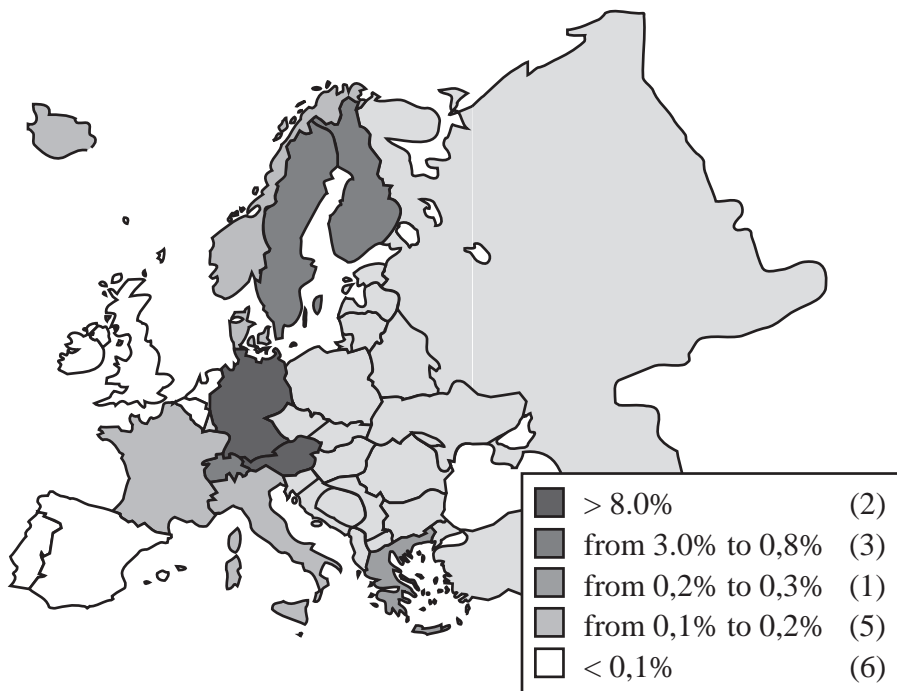 > 8.0% (2)
from 3.0% to 0,8% (3)
from 0,2% to 0,3% (1)
from 0,1% to 0,2% (5)
< 0,1% (6)